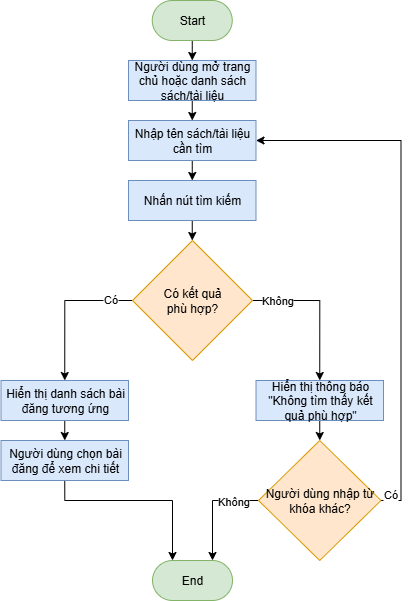 Start
Người dùng mở trang
chủ hoặc danh sách
sách/tài liệu
Nhập tên sách/tài liệu
cần tìm
Nhấn nút tìm kiếm
Có kết quả
phù hợp?
Có
Không
Hiển thị danh sách bài
đăng tương ứng
Hiển thị thông báo
"Không tìm thấy kết
quả phù hợp"
Người dùng chọn bài
đăng để xem chi tiết
Người dùng nhập từ
khóa khác?
Có
Không
End